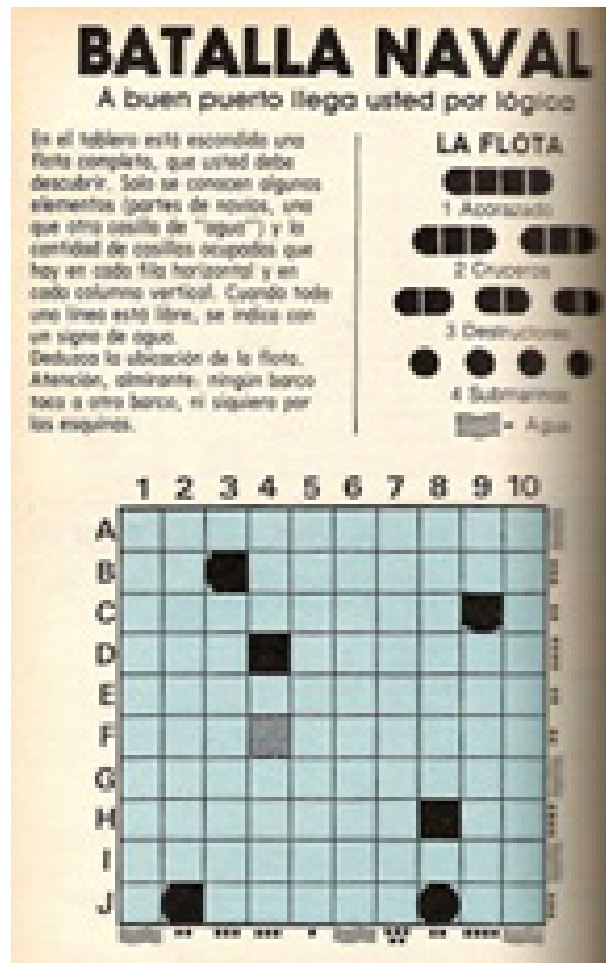 BATALLA NAVAL
A buen puerto llega usted por lógica
En el tablero está escondida una
flota completa, que usted debe
descubrir. Solo se conocen algunos
elementos (partes de navíos, una
que otra casilla de "agua") y la
cantidad de casillas ocupadas que
hay en cada fila horizontal y en
cada columna vertical. Cuando toda
una línea está libre, se indica con
un signo de agua.
Deduzca la ubicación de la flota.
Atención, almirante: ningún barco
toca a otro barco, ni siquiera por
las esquinas.
LA FLOTA
1 Acorazado
2 Cruceros
3 Destructores
4 Submarinos
= Agua
1 2 3 4 5 6 7 8 9 10
A
B
C
D
E
F
G
H
I
J